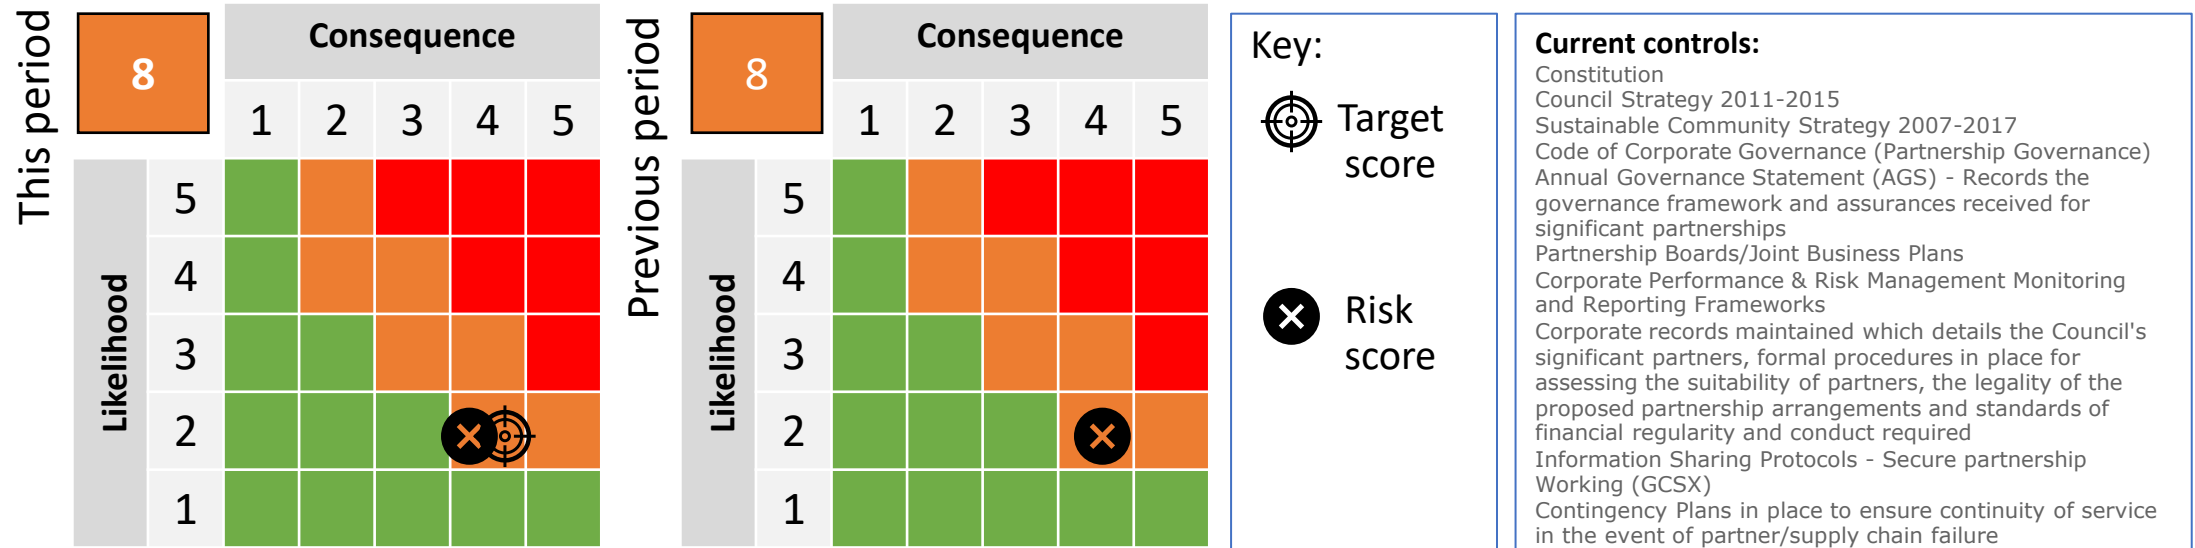 This period
8
Consequence
1 2 3 4 5
Likelihood
5
4
3
2
1
Previous period
8
Consequence
1 2 3 4 5
Likelihood
5
4
3
2
1
Key:
Target
score
Risk
score
Current controls:
Constitution
Council Strategy 2011-2015
Sustainable Community Strategy 2007-2017
Code of Corporate Governance (Partnership Governance)
Annual Governance Statement (AGS) - Records the
governance framework and assurances received for
significant partnerships
Partnership Boards/Joint Business Plans
Corporate Performance & Risk Management Monitoring
and Reporting Frameworks
Corporate records maintained which details the Council's
significant partners, formal procedures in place for
assessing the suitability of partners, the legality of the
proposed partnership arrangements and standards of
financial regularity and conduct required
Information Sharing Protocols - Secure partnership
Working (GCSX)
Contingency Plans in place to ensure continuity of service
in the event of partner/supply chain failure